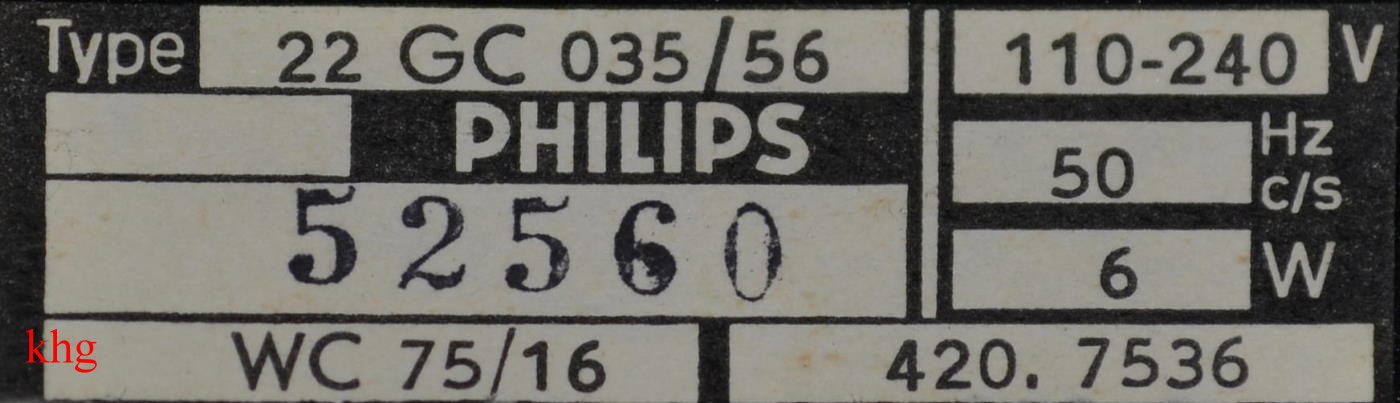 Type 22 GC 035/56
110-240 V
PHILIPS
50 Hz c/s
52560
6 W
khg
WC 75/16
420. 7536